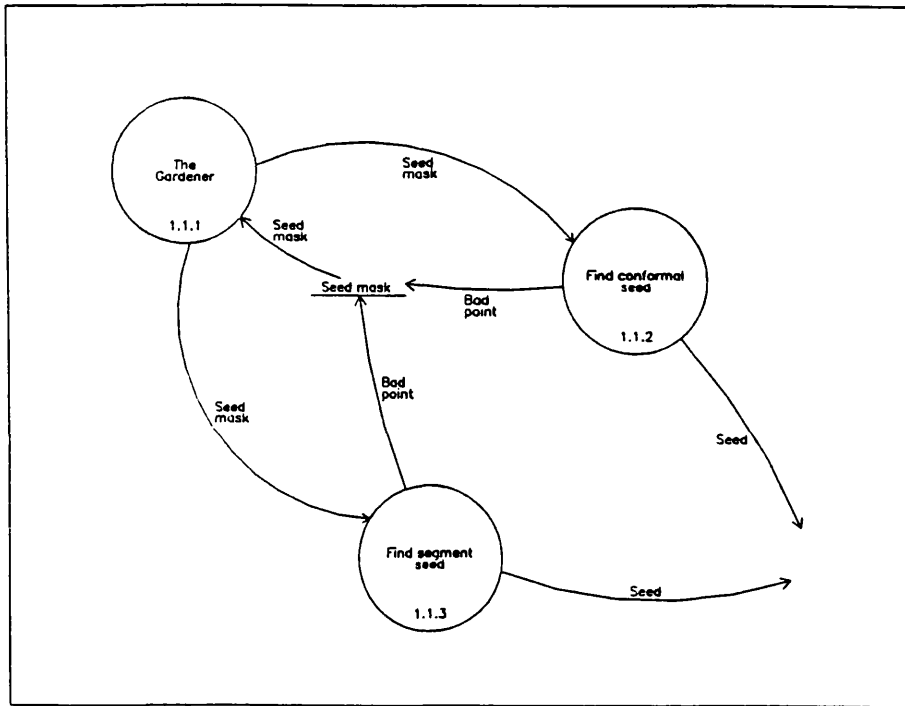 The
Gardener
1.1.1
Seed
mask
Seed
mask
Seed mask
Find conformal
seed
1.1.2
Bad
point
Bad
point
Seed
mask
Seed
Find segment
seed
1.1.3
Seed